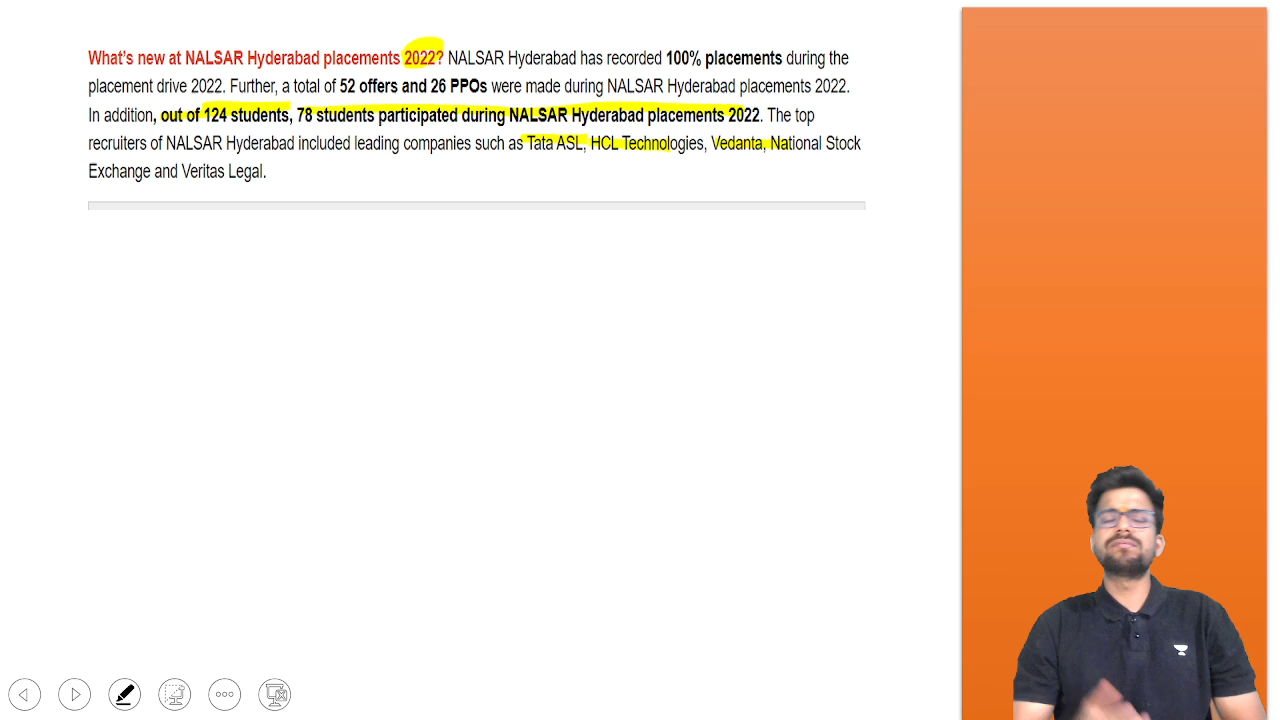 What's new at NALSAR Hyderabad placements 2022? NALSAR Hyderabad has recorded 100% placements during the
placement drive 2022. Further, a total of 52 offers and 26 PPOs were made during NALSAR Hyderabad placements 2022.
In addition, out of 124 students, 78 students participated during NALSAR Hyderabad placements 2022. The top
recruiters of NALSAR Hyderabad included leading companies such as Tata ASL, HCL Technologies, Vedanta, National Stock
Exchange and Veritas Legal.